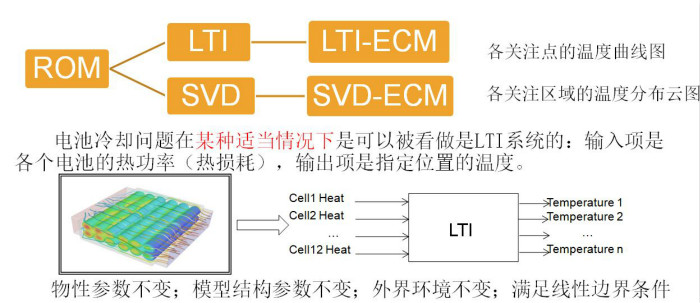 ROM
LTI
LTI-ECM
各关注点的温度曲线图
SVD
SVD-ECM
各关注区域的温度分布云图
电池冷却问题在某种适当情况下是可以被看做是LTI系统的：输入项是
各个电池的热功率（热损耗），输出项是指定位置的温度。
Cell1 Heat
Cell2 Heat
...
Cell12 Heat
LTI
Temperature 1
Temperature 2
...
Temperature n
物性参数不变；模型结构参数不变；外界环境不变；满足线性边界条件